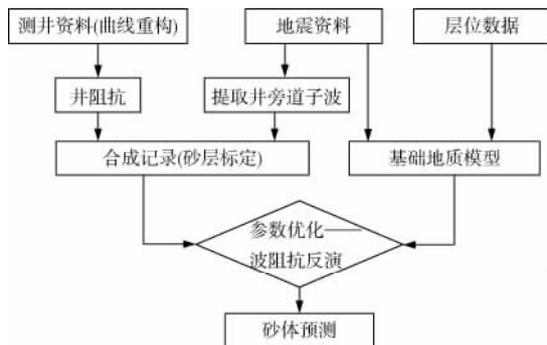 测井资料(曲线重构)
地震资料
层位数据
井阻抗
提取井旁道子波
合成记录(砂层标定)
基础地质模型
参数优化——
波阻抗反演
砂体预测